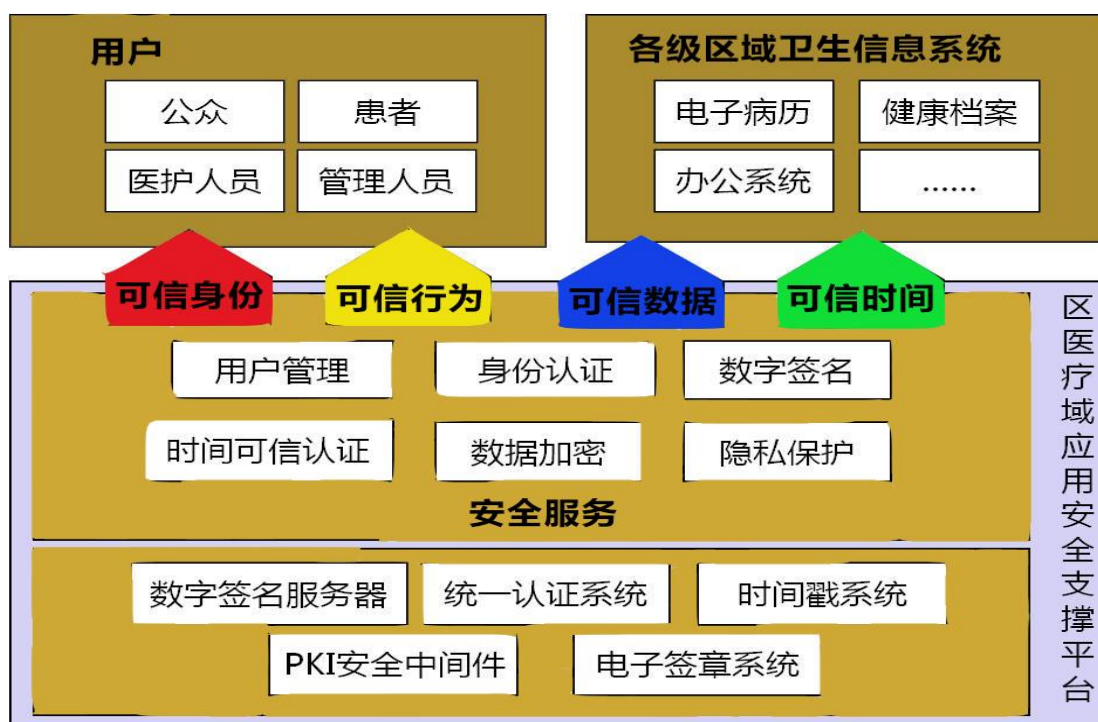 用户
公众
患者
医护人员
管理人员
各级区域卫生信息系统
电子病历
健康档案
办公系统
......
可信身份
可信行为
可信数据
可信时间
用户管理
身份认证
数字签名
时间可信认证
数据加密
隐私保护
安全服务
数字签名服务器
统一认证系统
时间戳系统
PKI安全中间件
电子签章系统
区医疗域应用安全支撑平台